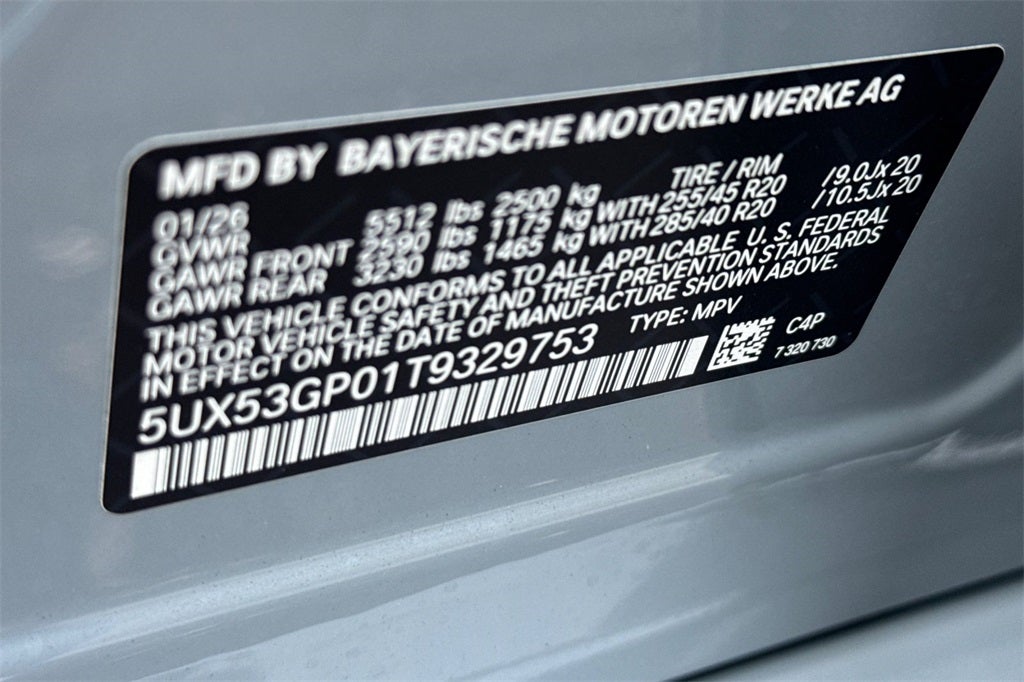 MFD BY BAYERISCHE MOTOREN WERKE AG
01/26 TIRE / RIM
GVWR 5512 lbs 2500 kg
GAWR FRONT 2590 lbs 1175 kg WITH 255/45 R20 /9.0Jx20
GAWR REAR 3230 lbs 1465 kg WITH 285/40 R20 /10.5Jx20
THIS VEHICLE CONFORMS TO ALL APPLICABLE U. S. FEDERAL
MOTOR VEHICLE SAFETY AND THEFT PREVENTION STANDARDS
IN EFFECT ON THE DATE OF MANUFACTURE SHOWN ABOVE.
5UX53GP01T9329753 TYPE: MPV C4P
7 320 730